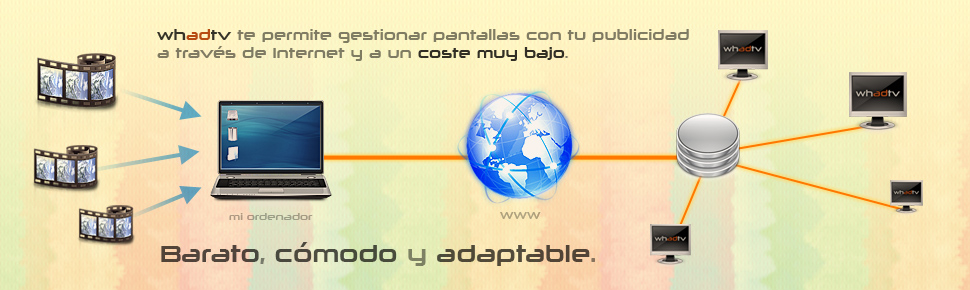 whadtv te permite gestionar pantallas con tu publicidad
a través de Internet y a un coste muy bajo.
whadtv
whadtv
whadtv
whadtv
mi ordenador
www
Barato, cómodo y adaptable.